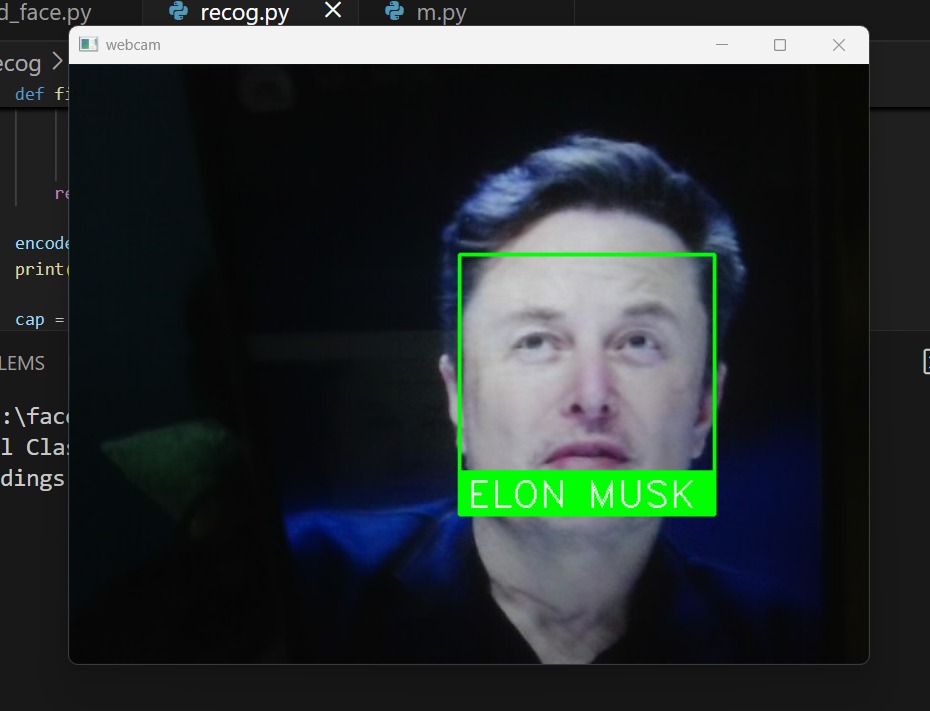 d_face.py recog.py m.py
webcam
ecog
def fi
re
encode
print(
cap =
LEMS
:\face
l Clas
dings
ELON MUSK